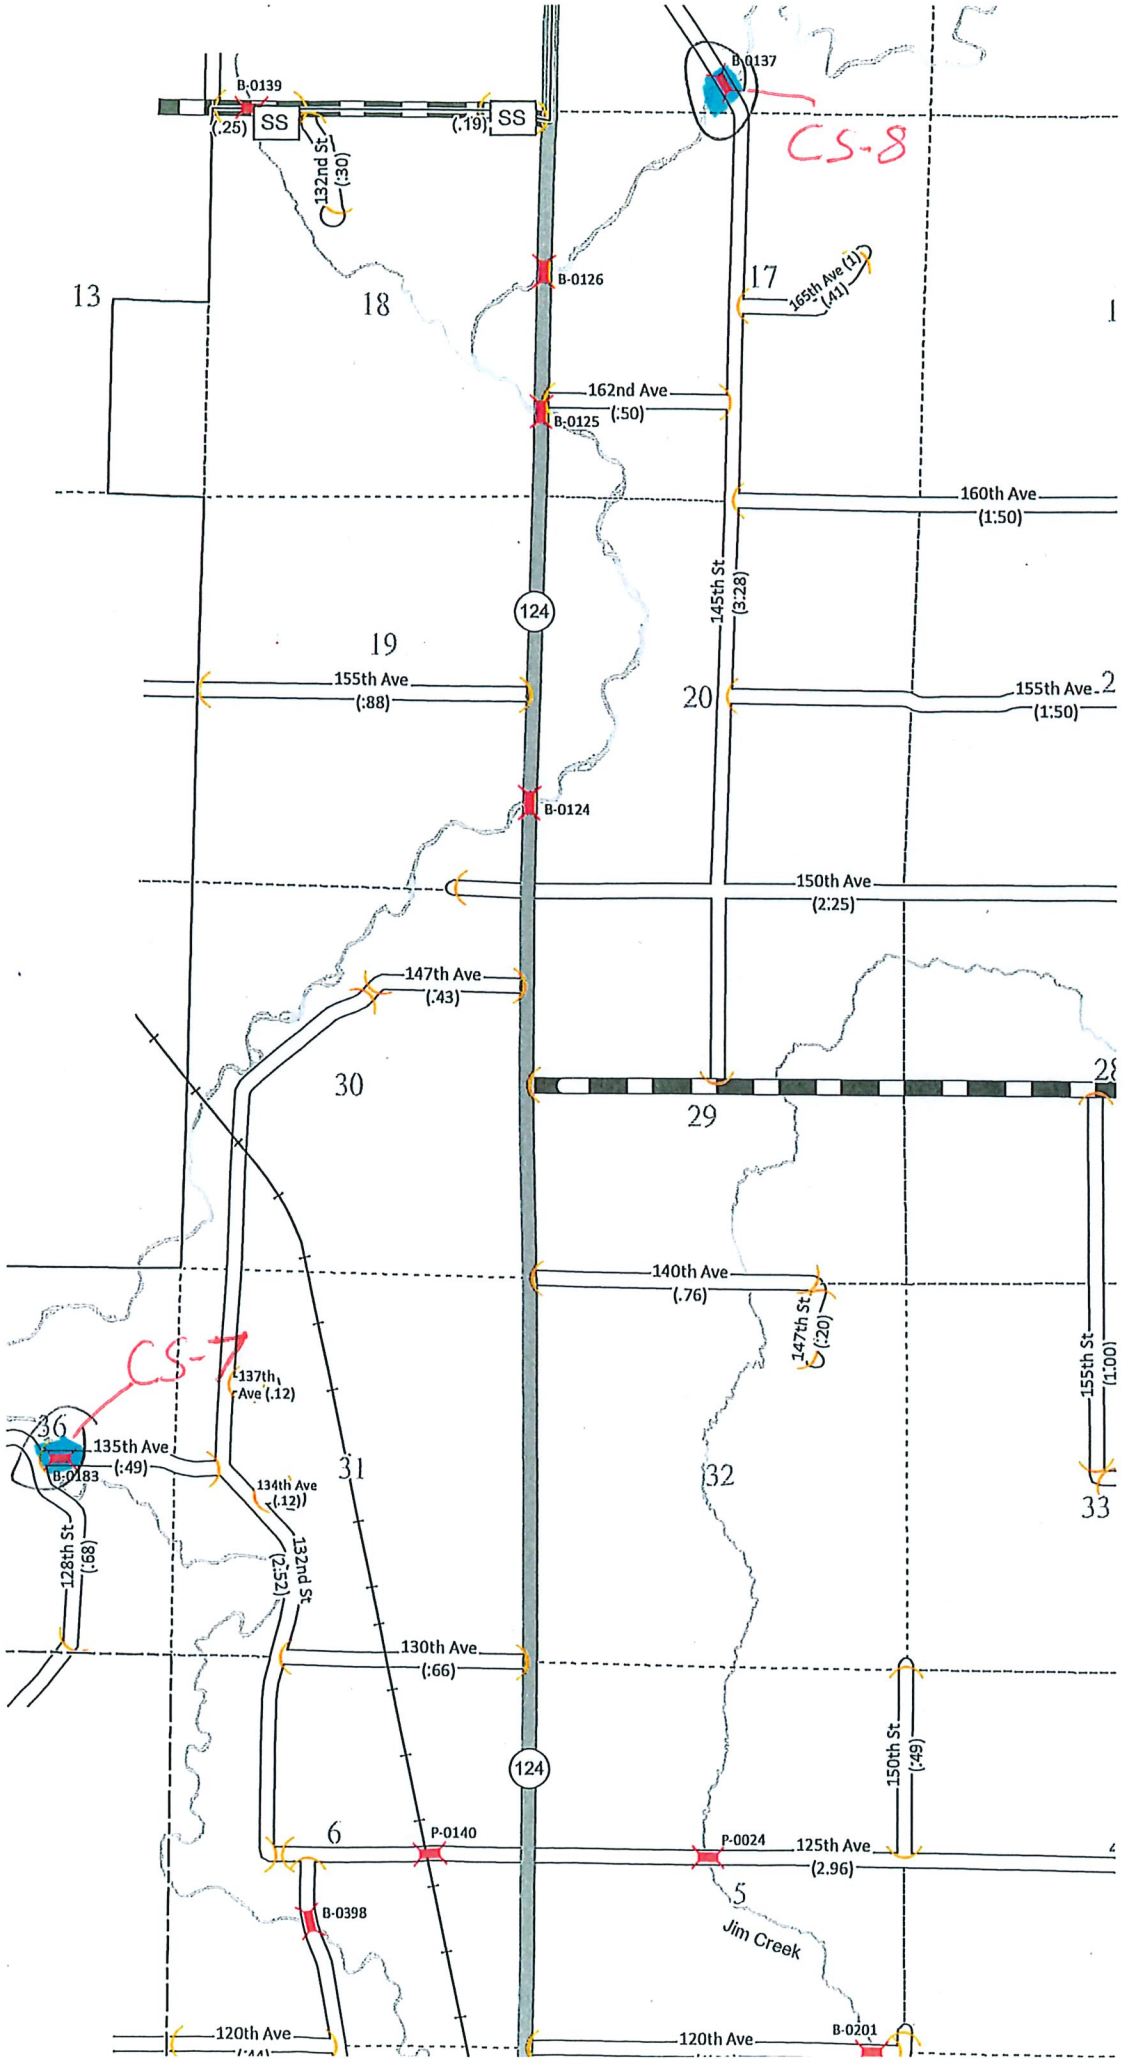 B-0137
B-0139
SS
SS
(.25)
(.19)
CS-8
132nd St
(:30)
B-0126
17
165th Ave (1)
(.41)
13
18
1
162nd Ave
(:50)
B-0125
160th Ave
(1:50)
145th St
(3:28)
124
19
155th Ave
(:88)
20
155th Ave
2
(1:50)
B-0124
150th Ave
(2:25)
147th Ave
(:43)
30
28
29
140th Ave
(.76)
147th St
(:20)
CS-7
137th
Ave (.12)
155th St
(1:00)
36
135th Ave
(:49)
B-0183
31
32
134th Ave
(.12)
33
128th St
(:68)
132nd St
(2:52)
130th Ave
(:66)
150th St
(:49)
124
6
P-0140
P-0024
125th Ave
(2.96)
4
5
B-0398
Jim Creek
120th Ave
(.44)
120th Ave
B-0201